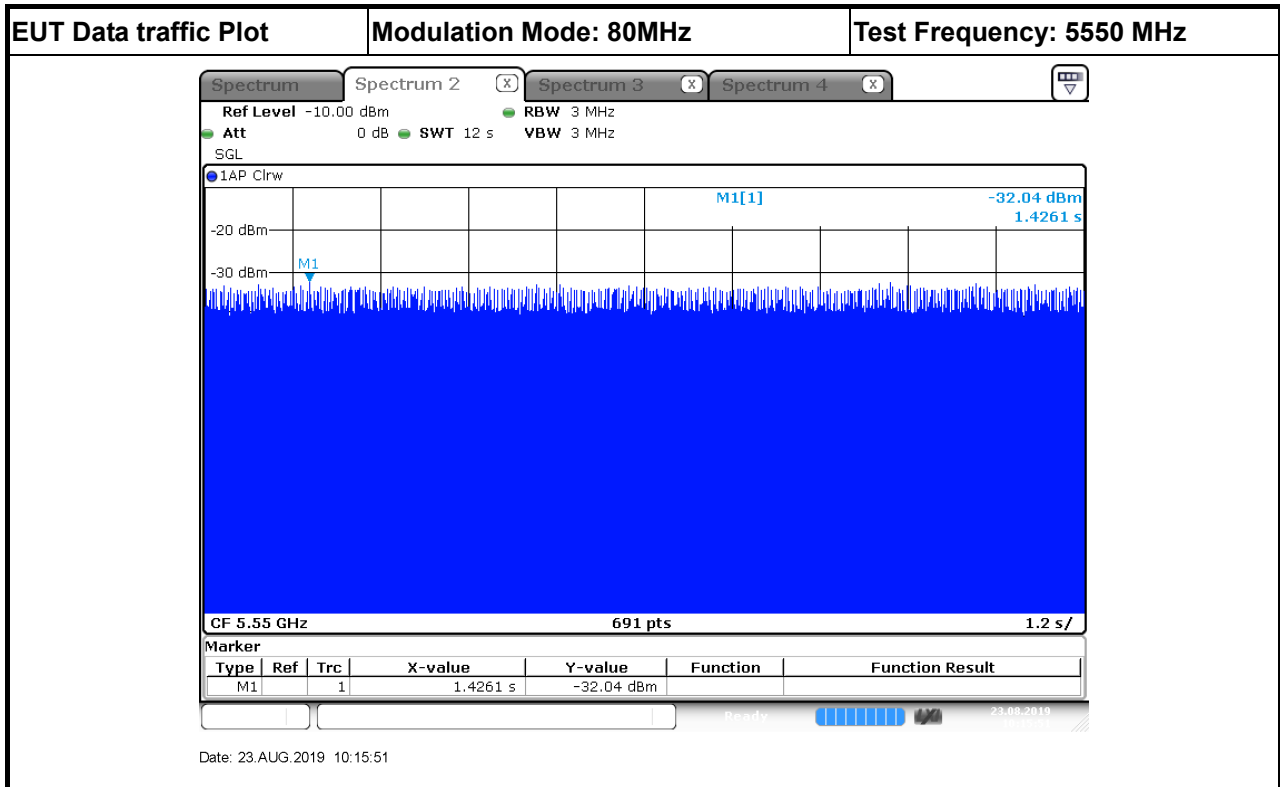 EUT Data traffic Plot Modulation Mode: 80MHz Test Frequency: 5550 MHz
Spectrum Spectrum 2 X Spectrum 3 X Spectrum 4 X
Ref Level -10.00 dBm RBW 3 MHz
Att 0 dB SWT 12 s VBW 3 MHz
SGL
1AP Clrw
M1[1] -32.04 dBm
1.4261 s
-20 dBm
M1
-30 dBm
CF 5.55 GHz 691 pts 1.2 s/
Marker
Type Ref Trc X-value Y-value Function Function Result
M1 1 1.4261 s -32.04 dBm
Ready 23.08.2019
Date: 23.AUG.2019 10:15:51